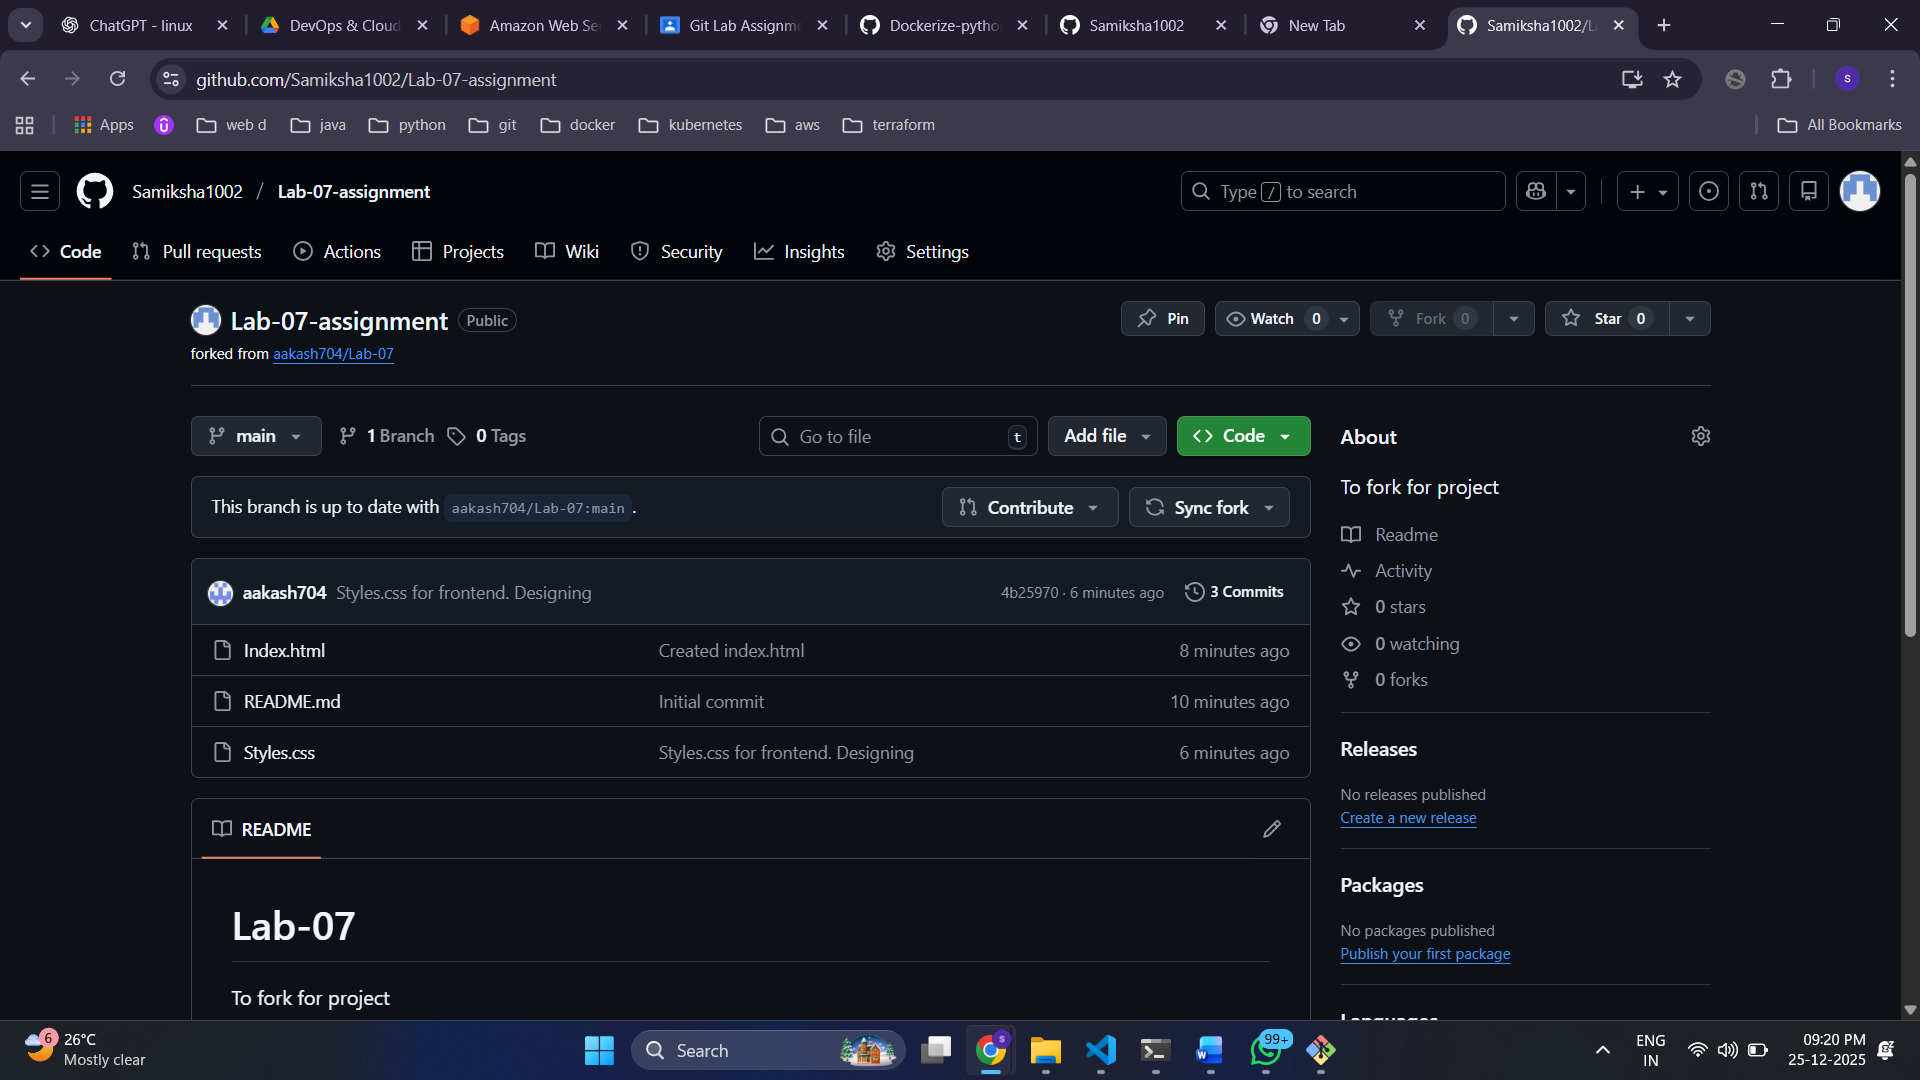 ChatGPT - linux
DevOps & Cloud
Amazon Web Se
Git Lab Assignme
Dockerize-pytho
Samiksha1002
New Tab
Samiksha1002/L
github.com/Samiksha1002/Lab-07-assignment
S
Apps
web d
java
python
git
docker
kubernetes
aws
terraform
All Bookmarks
Samiksha1002 / Lab-07-assignment
Type / to search
Code
Pull requests
Actions
Projects
Wiki
Security
Insights
Settings
Lab-07-assignment Public
Pin
Watch 0
Fork 0
Star 0
forked from aakash704/Lab-07
main
1 Branch
0 Tags
Go to file t
Add file
Code
This branch is up to date with aakash704/Lab-07:main .
Contribute
Sync fork
aakash704 Styles.css for frontend. Designing 4b25970 · 6 minutes ago 3 Commits
Index.html Created index.html 8 minutes ago
README.md Initial commit 10 minutes ago
Styles.css Styles.css for frontend. Designing 6 minutes ago
README
Lab-07
To fork for project
About
To fork for project
Readme
Activity
0 stars
0 watching
0 forks
Releases
No releases published
Create a new release
Packages
No packages published
Publish your first package
Languages
6
26°C
Mostly clear
Search
s
W
99+
ENG
IN
09:20 PM
25-12-2025